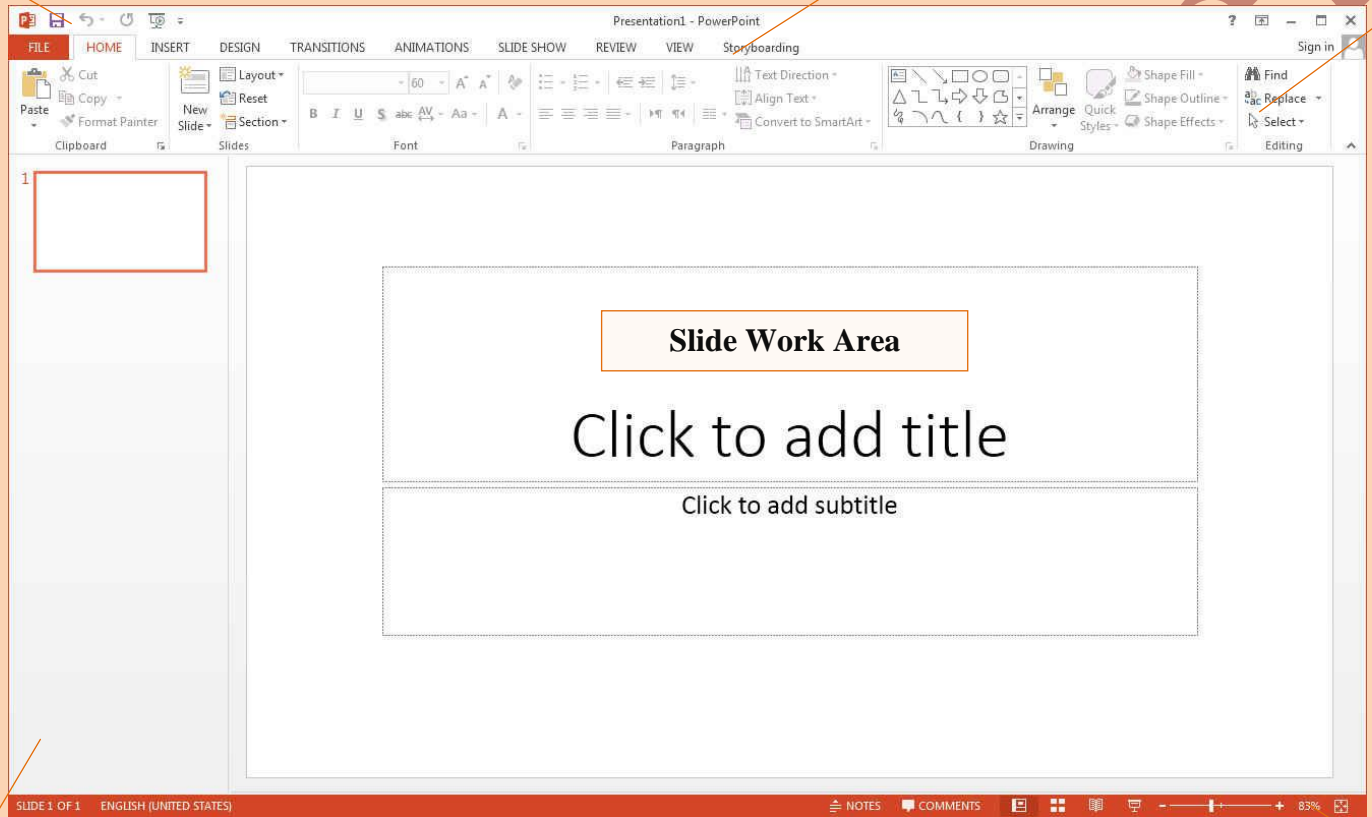 Presentation1 - PowerPoint
FILE HOME INSERT DESIGN TRANSITIONS ANIMATIONS SLIDE SHOW REVIEW VIEW Storyboarding Sign in
Paste
Cut
Copy
Format Painter
Clipboard
New Slide
Layout
Reset
Section
Slides
60
B I U S abc AV Aa A
Font
Text Direction
Align Text
Convert to SmartArt
Paragraph
Arrange
Quick Styles
Shape Fill
Shape Outline
Shape Effects
Drawing
Find
Replace
Select
Editing
1
Slide Work Area
Click to add title
Click to add subtitle
SLIDE 1 OF 1 ENGLISH (UNITED STATES) NOTES COMMENTS 83%